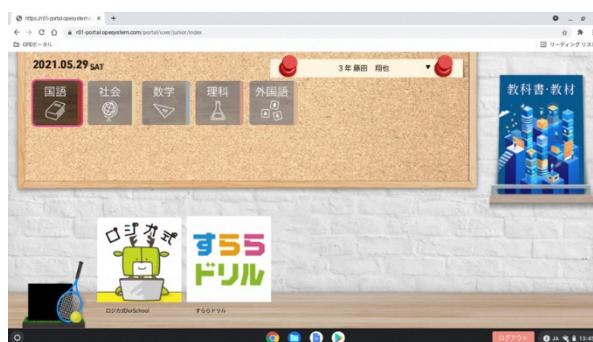 https://r01-portal.opesystem.c
r01-portal.opesystem.com/portal/user/junior/index
OPEポータル
リーディング リスト
2021.05.29 SAT
3年 藤田 翔也
国語
社会
数学
理科
外国語
教科書・教材
ロジカ式
すらら
ドリル
ロジカ式forSchool
すららドリル
ログアウト
JA